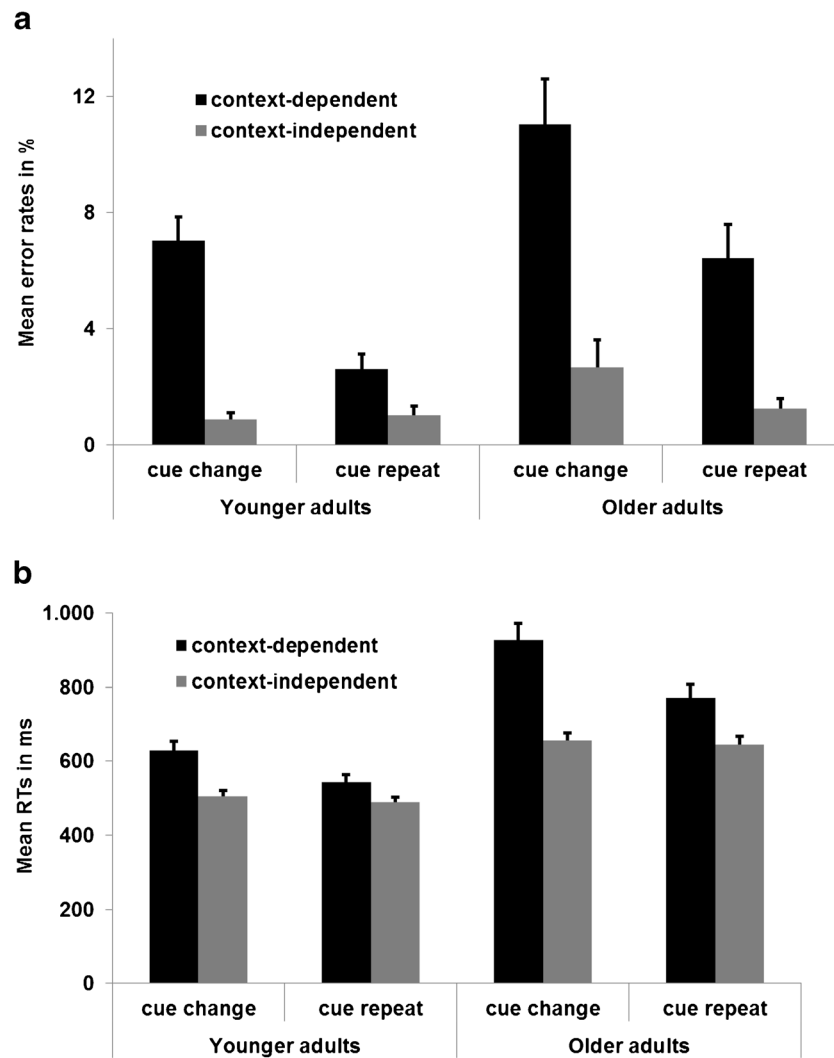 a
Mean error rates in %
12
8
4
0
context-dependent
context-independent
cue change cue repeat cue change cue repeat
Younger adults Older adults
b
Mean RTs in ms
1.000
800
600
400
200
0
context-dependent
context-independent
cue change cue repeat cue change cue repeat
Younger adults Older adults